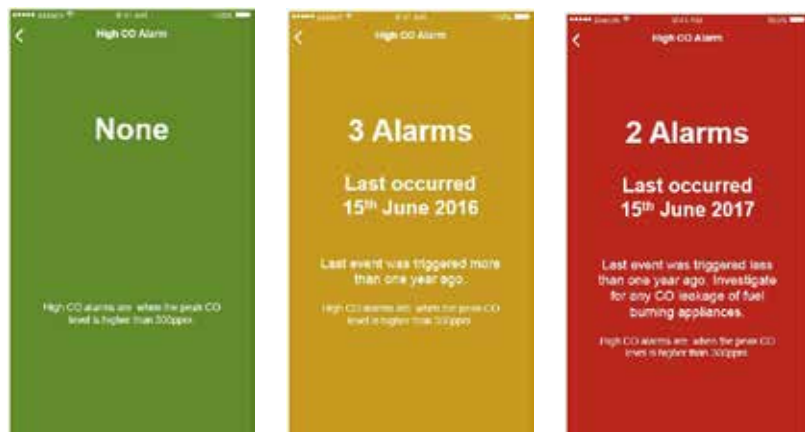 High CO Alarm
None
High CO alarms are when the peak CO
level is higher than 300ppm
High CO Alarm
3 Alarms
Last occurred
15th June 2016
Last event was triggered more
than one year ago.
High CO alarms are when the peak CO
level is higher than 300ppm
High CO Alarm
2 Alarms
Last occurred
15th June 2017
Last event was triggered less
than one year ago. Investigate
for any CO leakage of fuel
burning appliances.
High CO alarms are when the peak CO
level is higher than 300ppm